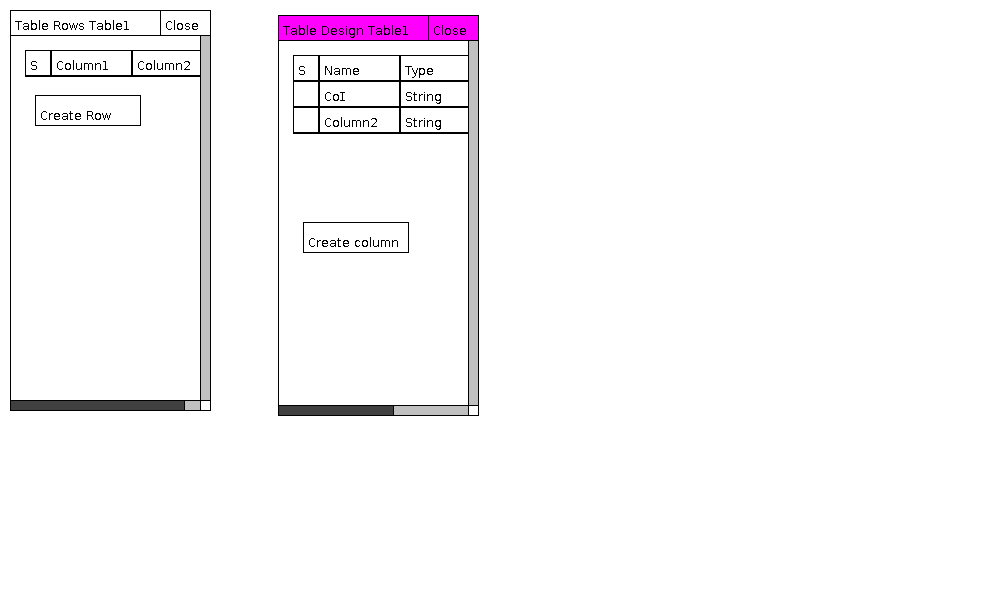 Table Rows Table1 Close
S Column1 Column2
Create Row
Table Design Table1 Close
S Name Type
CoI String
Column2 String
Create column